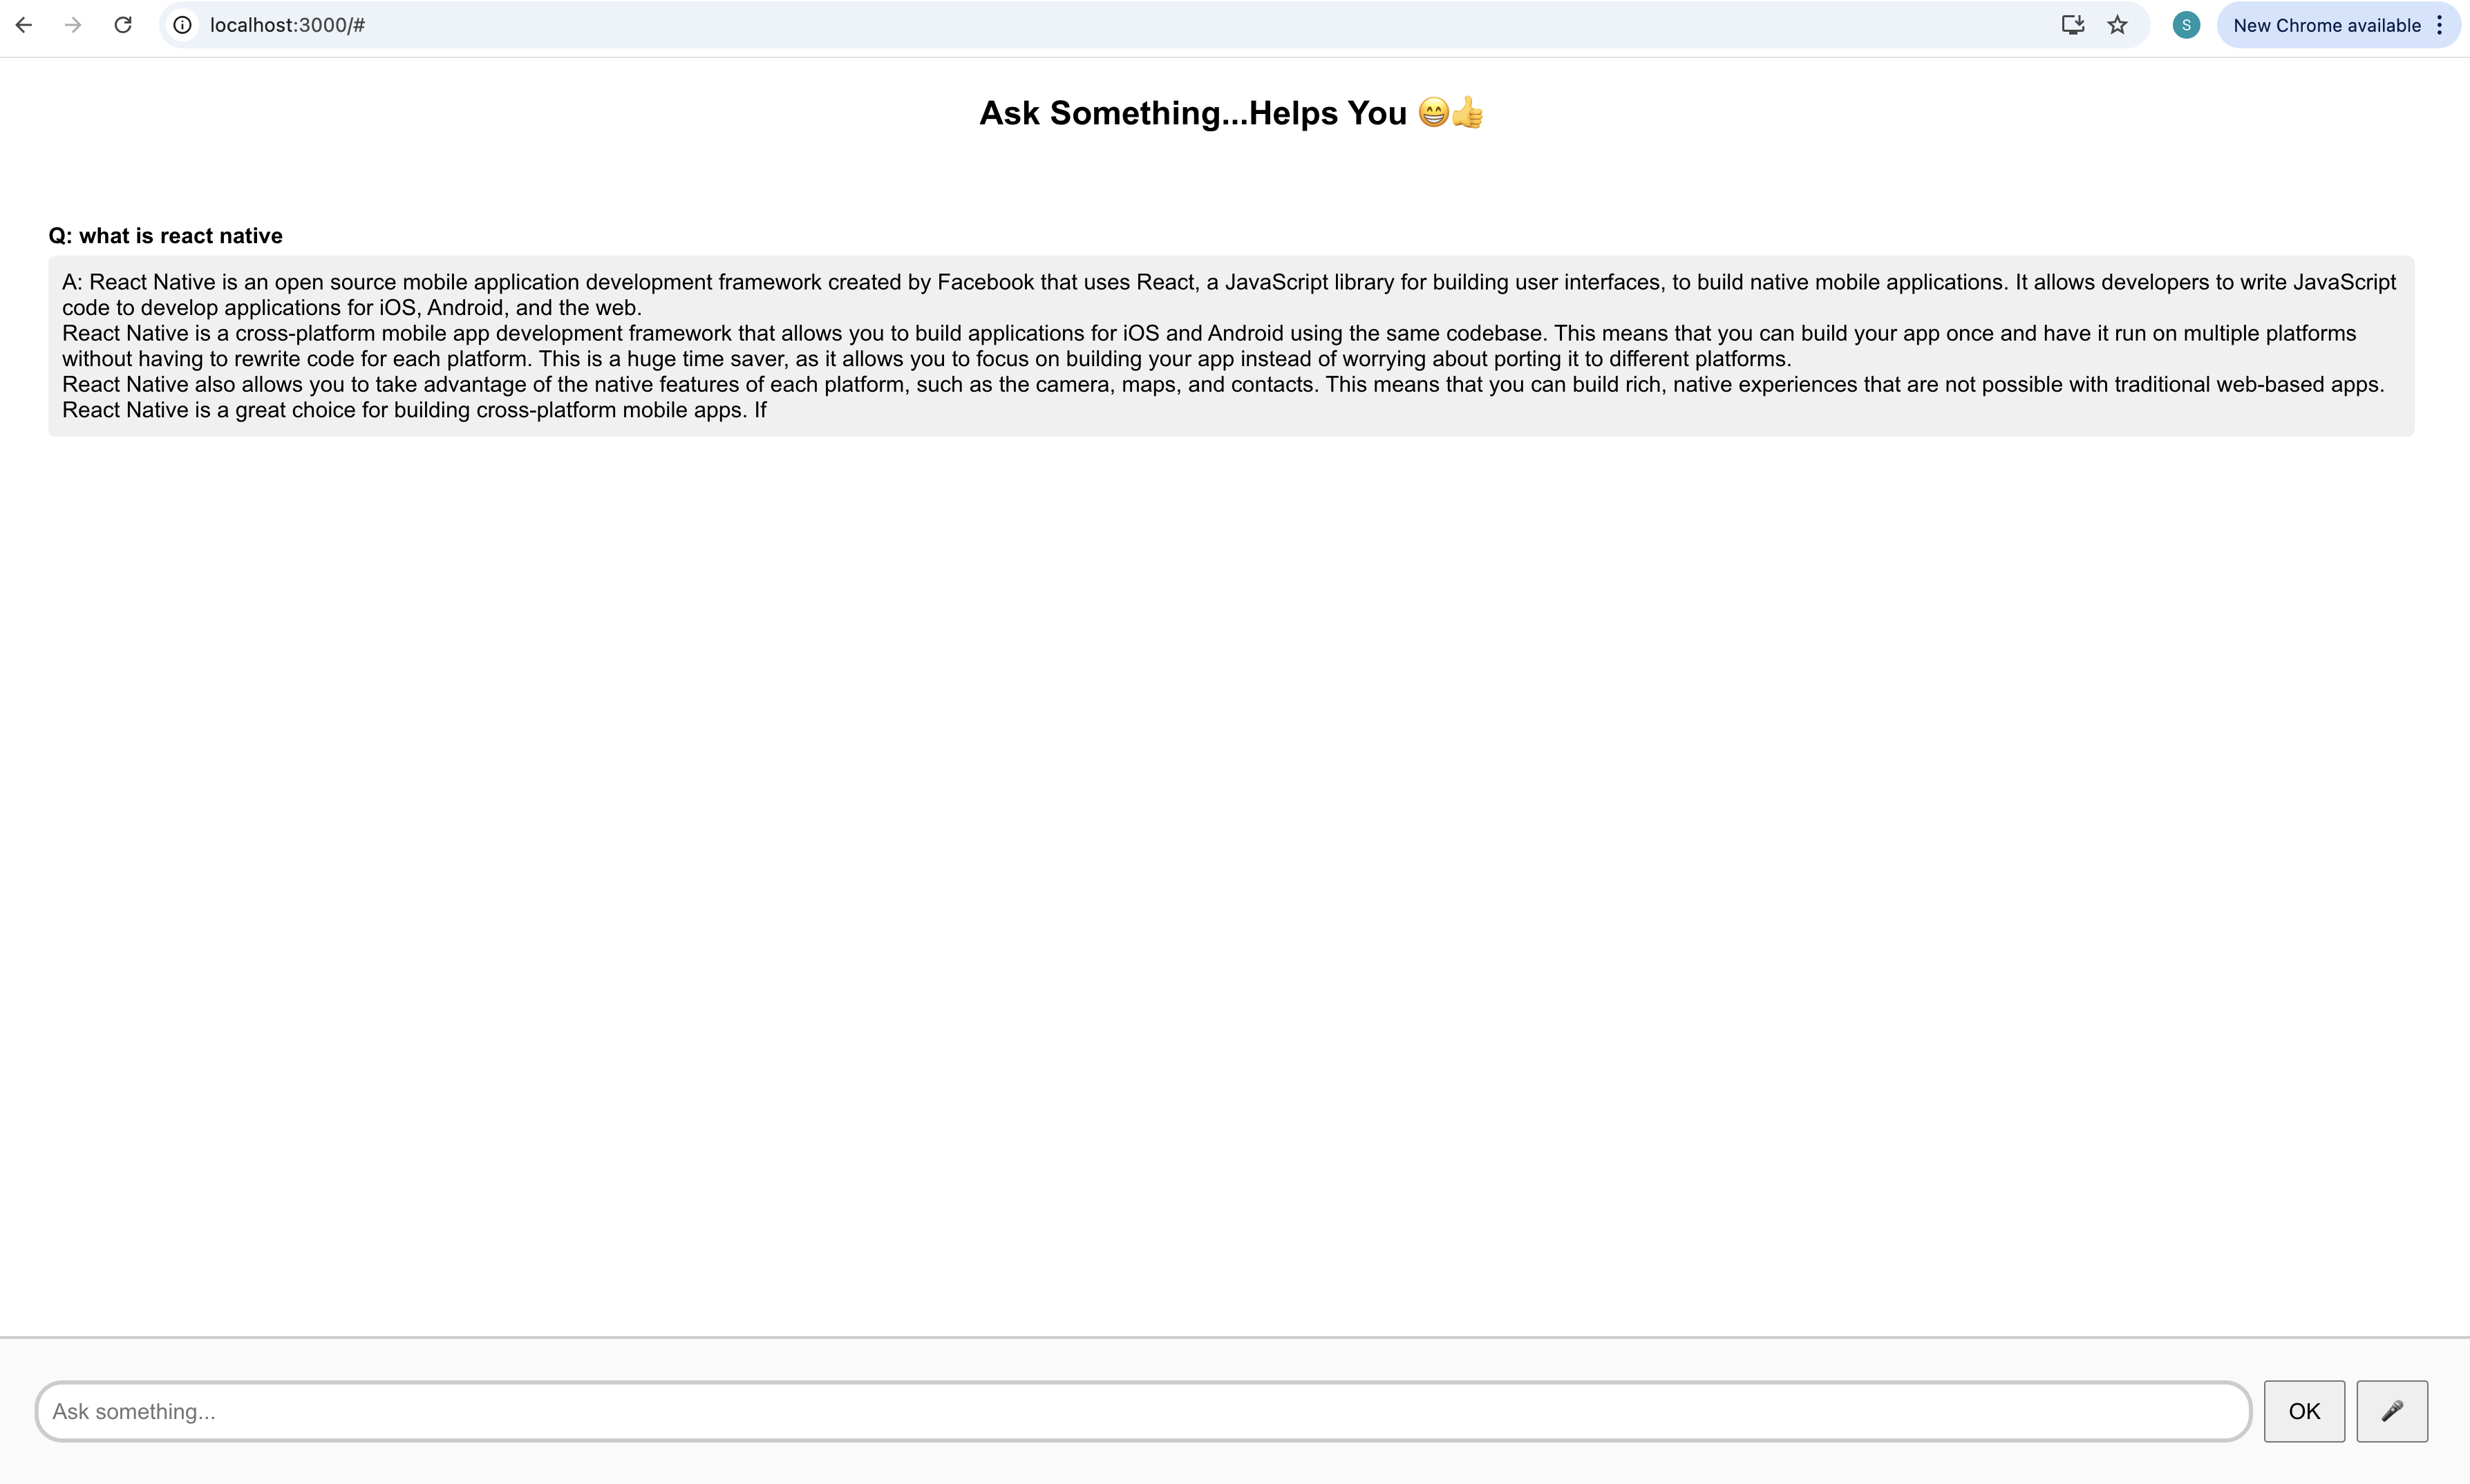 localhost:3000/#
S
New Chrome available
Ask Something...Helps You 😁👍
Q: what is react native
A: React Native is an open source mobile application development framework created by Facebook that uses React, a JavaScript library for building user interfaces, to build native mobile applications. It allows developers to write JavaScript
code to develop applications for iOS, Android, and the web.
React Native is a cross-platform mobile app development framework that allows you to build applications for iOS and Android using the same codebase. This means that you can build your app once and have it run on multiple platforms
without having to rewrite code for each platform. This is a huge time saver, as it allows you to focus on building your app instead of worrying about porting it to different platforms.
React Native also allows you to take advantage of the native features of each platform, such as the camera, maps, and contacts. This means that you can build rich, native experiences that are not possible with traditional web-based apps.
React Native is a great choice for building cross-platform mobile apps. If
Ask something...
OK
🎤